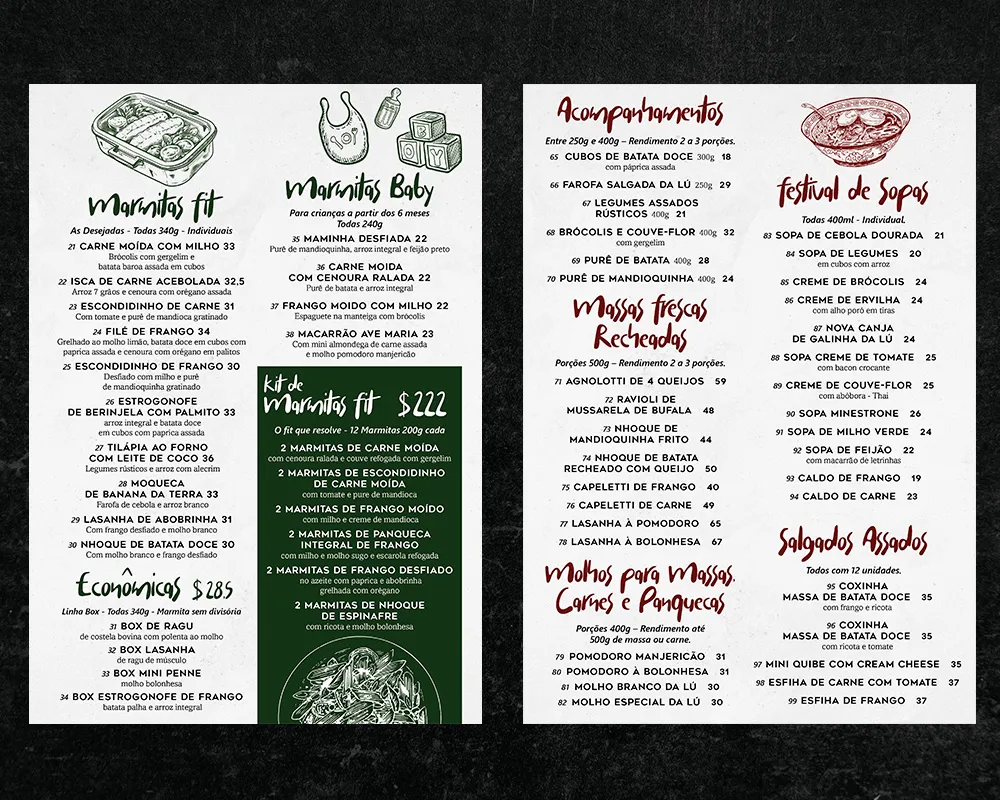 Marmitas fit
As Desejadas - Todas 340g - Individuais
21 CARNE MOÍDA COM MILHO 33
Brócolis com gergelim e
batata baroa assada em cubos
22 ISCA DE CARNE ACEBOLADA 32,5
Arroz 7 grãos e cenoura com orégano assada
23 ESCONDIDINHO DE CARNE 31
Com tomate e purê de mandioca gratinado
24 FILÉ DE FRANGO 34
Grelhado ao molho limão, batata doce em cubos com
paprica assada e cenoura com orégano em palitos
25 ESCONDIDINHO DE FRANGO 30
Desfiado com milho e purê
de mandioquinha gratinado
26 ESTROGONOFE
DE BERINJELA COM PALMITO 33
arroz integral e batata doce
em cubos com paprica assada
27 TILÁPIA AO FORNO
COM LEITE DE COCO 36
Legumes rústicos e arroz com alecrim
28 MOQUECA
DE BANANA DA TERRA 33
Farofa de cebola e arroz branco
29 LASANHA DE ABOBRINHA 31
Com frango desfiado e molho branco
30 NHOQUE DE BATATA DOCE 30
Com molho branco e frango desfiado
Econômicas $28,5
Linha Box - Todas 340g - Marmita sem divisória
31 BOX DE RAGU
de costela bovina com polenta ao molho
32 BOX LASANHA
de ragu de músculo
33 BOX MINI PENNE
molho bolonhesa
34 BOX ESTROGONOFE DE FRANGO
batata palha e arroz integral
BOY
B
O Y
Marmitas Baby
Para crianças a partir dos 6 meses
Todas 240g
35 MAMINHA DESFIADA 22
Purê de mandioquinha, arroz integral e feijão preto
36 CARNE MOIDA
COM CENOURA RALADA 22
Purê de batata e arroz integral
37 FRANGO MOIDO COM MILHO 22
Espaguete na manteiga com brócolis
38 MACARRÃO AVE MARIA 23
Com mini almondega de carne assada
e molho pomodoro manjericão
kit de
Marmitas fit $222
O fit que resolve - 12 Marmitas 200g cada
2 MARMITAS DE CARNE MOÍDA
com cenoura ralada e couve refogada com gergelim
2 MARMITAS DE ESCONDIDINHO
DE CARNE MOÍDA
com tomate e pure de mandioca
2 MARMITAS DE FRANGO MOÍDO
com milho e creme de mandioca
2 MARMITAS DE PANQUECA
INTEGRAL DE FRANGO
com milho e molho sugo e escarola refogada
2 MARMITAS DE FRANGO DESFIADO
no azeite com paprica e abobrinha
grelhada com orégano
2 MARMITAS DE NHOQUE
DE ESPINAFRE
com ricota e molho bolonhesa
Acompanhamentos
Entre 250g e 400g – Rendimento 2 a 3 porções.
65 CUBOS DE BATATA DOCE 300g 18
com páprica assada
66 FAROFA SALGADA DA LÚ 250g 29
67 LEGUMES ASSADOS
RÚSTICOS 400g 21
68 BRÓCOLIS E COUVE-FLOR 400g 32
com gergelim
69 PURÊ DE BATATA 400g 28
70 PURÊ DE MANDIOQUINHA 400g 24
Massas frescas
Recheadas
Porções 500g – Rendimento 2 a 3 porções.
71 AGNOLOTTI DE 4 QUEIJOS 59
72 RAVIOLI DE
MUSSARELA DE BUFALA 48
73 NHOQUE DE
MANDIOQUINHA FRITO 44
74 NHOQUE DE BATATA
RECHEADO COM QUEIJO 50
75 CAPELETTI DE FRANGO 40
76 CAPELETTI DE CARNE 49
77 LASANHA À POMODORO 65
78 LASANHA À BOLONHESA 67
Molhos para Massas,
Carnes e Panquecas
Porções 400g – Rendimento até
500g de massa ou carne.
79 POMODORO MANJERICÃO 31
80 POMODORO À BOLONHESA 31
81 MOLHO BRANCO DA LÚ 30
82 MOLHO ESPECIAL DA LÚ 30
festival de Sopas
Todas 400ml - Individual.
83 SOPA DE CEBOLA DOURADA 21
84 SOPA DE LEGUMES 20
em cubos com arroz
85 CREME DE BRÓCOLIS 24
86 CREME DE ERVILHA 24
com alho poró em tiras
87 NOVA CANJA
DE GALINHA DA LÚ 24
88 SOPA CREME DE TOMATE 25
com bacon crocante
89 CREME DE COUVE-FLOR 25
com abóbora - Thai
90 SOPA MINESTRONE 26
91 SOPA DE MILHO VERDE 24
92 SOPA DE FEIJÃO 22
com macarrão de letrinhas
93 CALDO DE FRANGO 19
94 CALDO DE CARNE 23
Salgados Assados
Todas com 12 unidades.
95 COXINHA
MASSA DE BATATA DOCE 35
com frango e ricota
96 COXINHA
MASSA DE BATATA DOCE 35
com ricota e tomate
97 MINI QUIBE COM CREAM CHEESE 35
98 ESFIHA DE CARNE COM TOMATE 37
99 ESFIHA DE FRANGO 37